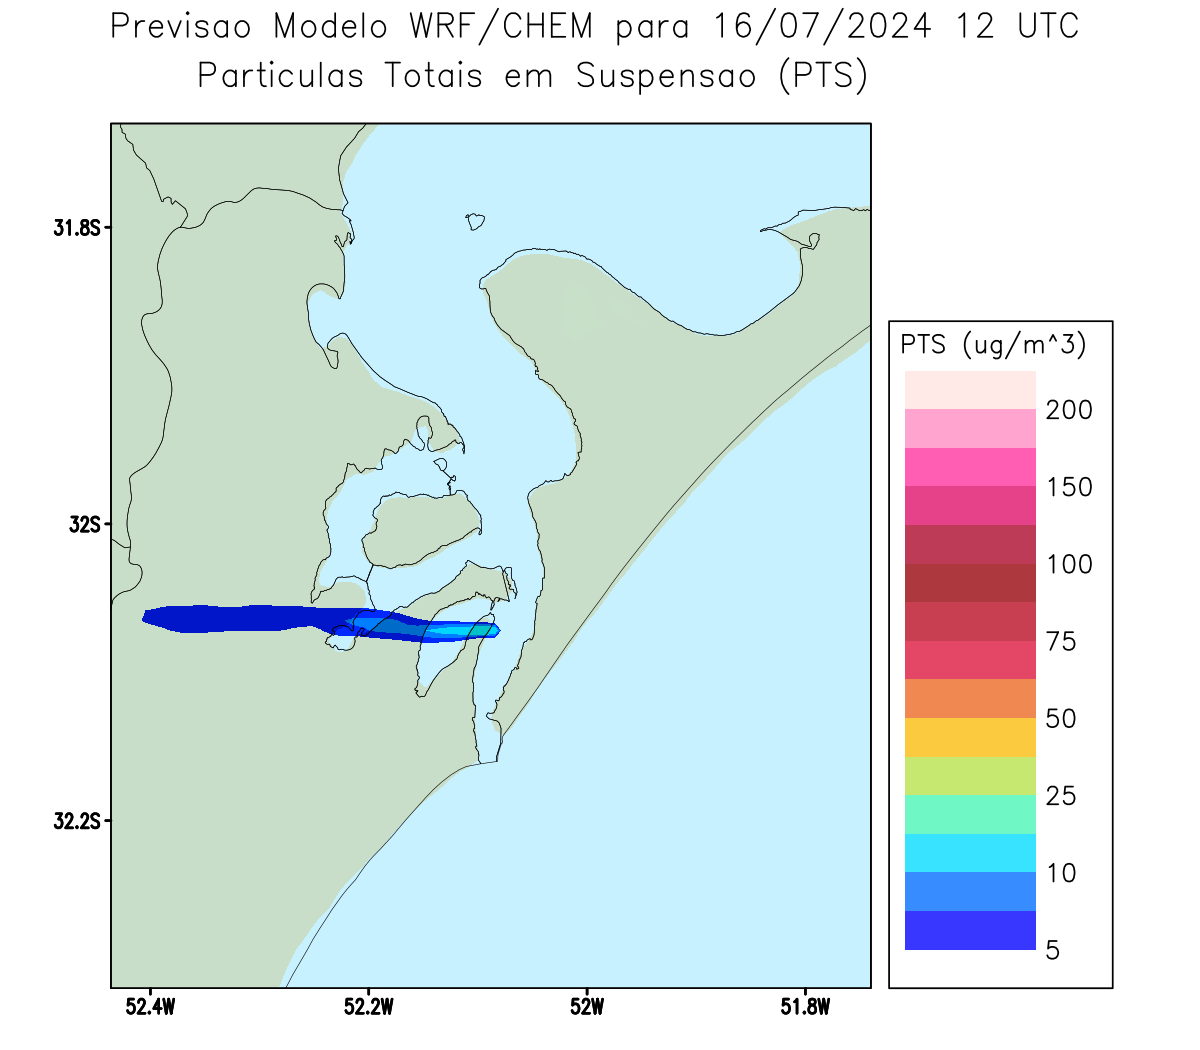 Previsao Modelo WRF/CHEM para 16/07/2024 12 UTC
Particulas Totais em Suspensao (PTS)
31.8S
32S
32.2S
52.4W
52.2W
52W
51.8W
PTS (ug/m^3)
200
150
100
75
50
25
10
5